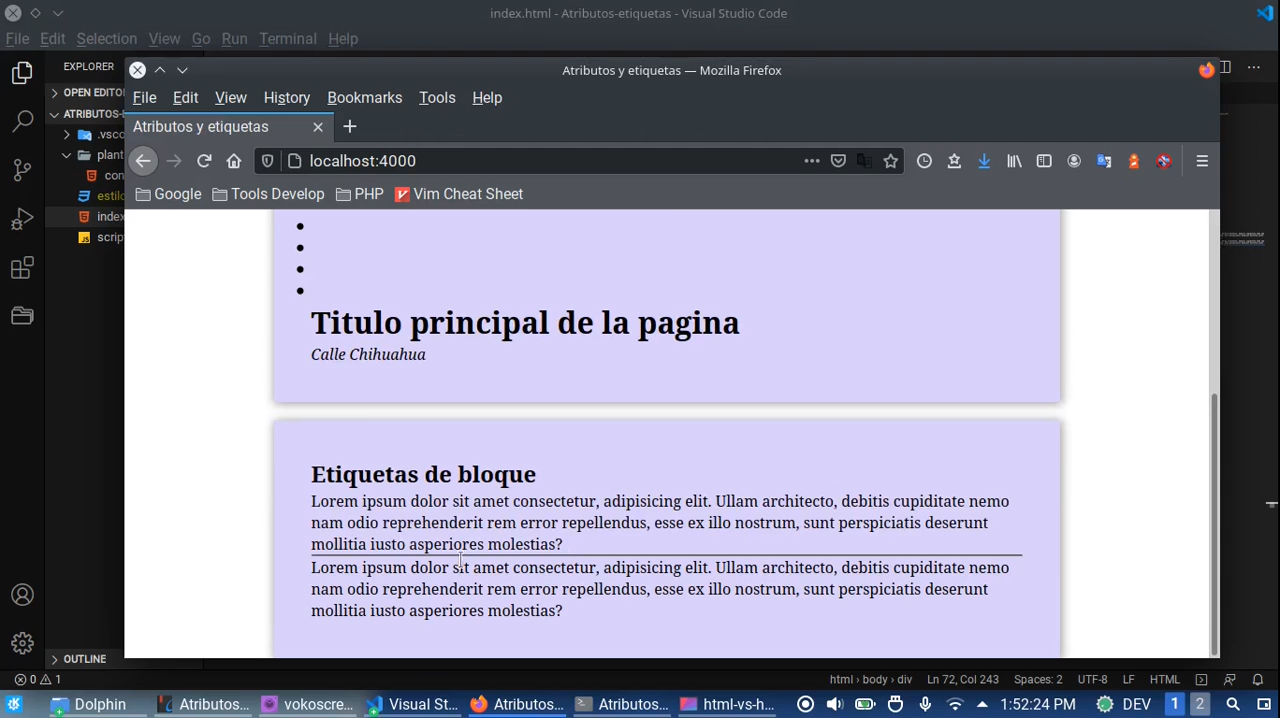 index.html - Atributos-etiquetas - Visual Studio Code
File Edit Selection View Go Run Terminal Help
EXPLORER
OPEN EDITO
ATRIBUTOS-E
.vsco
plant
con
estilo
index
script
OUTLINE
Atributos y etiquetas — Mozilla Firefox
File Edit View History Bookmarks Tools Help
Atributos y etiquetas
localhost:4000
Google Tools Develop PHP Vim Cheat Sheet
Titulo principal de la pagina
Calle Chihuahua
Etiquetas de bloque
Lorem ipsum dolor sit amet consectetur, adipisicing elit. Ullam architecto, debitis cupiditate nemo
nam odio reprehenderit rem error repellendus, esse ex illo nostrum, sunt perspiciatis deserunt
mollitia iusto asperiores molestias?
Lorem ipsum dolor sit amet consectetur, adipisicing elit. Ullam architecto, debitis cupiditate nemo
nam odio reprehenderit rem error repellendus, esse ex illo nostrum, sunt perspiciatis deserunt
mollitia iusto asperiores molestias?
0 1 html › body › div Ln 72, Col 243 Spaces: 2 UTF-8 LF HTML
Dolphin Atributos... vokoscre... Visual St... Atributos... Atributos... html-vs-h... DEV 1 2 1:52:24 PM